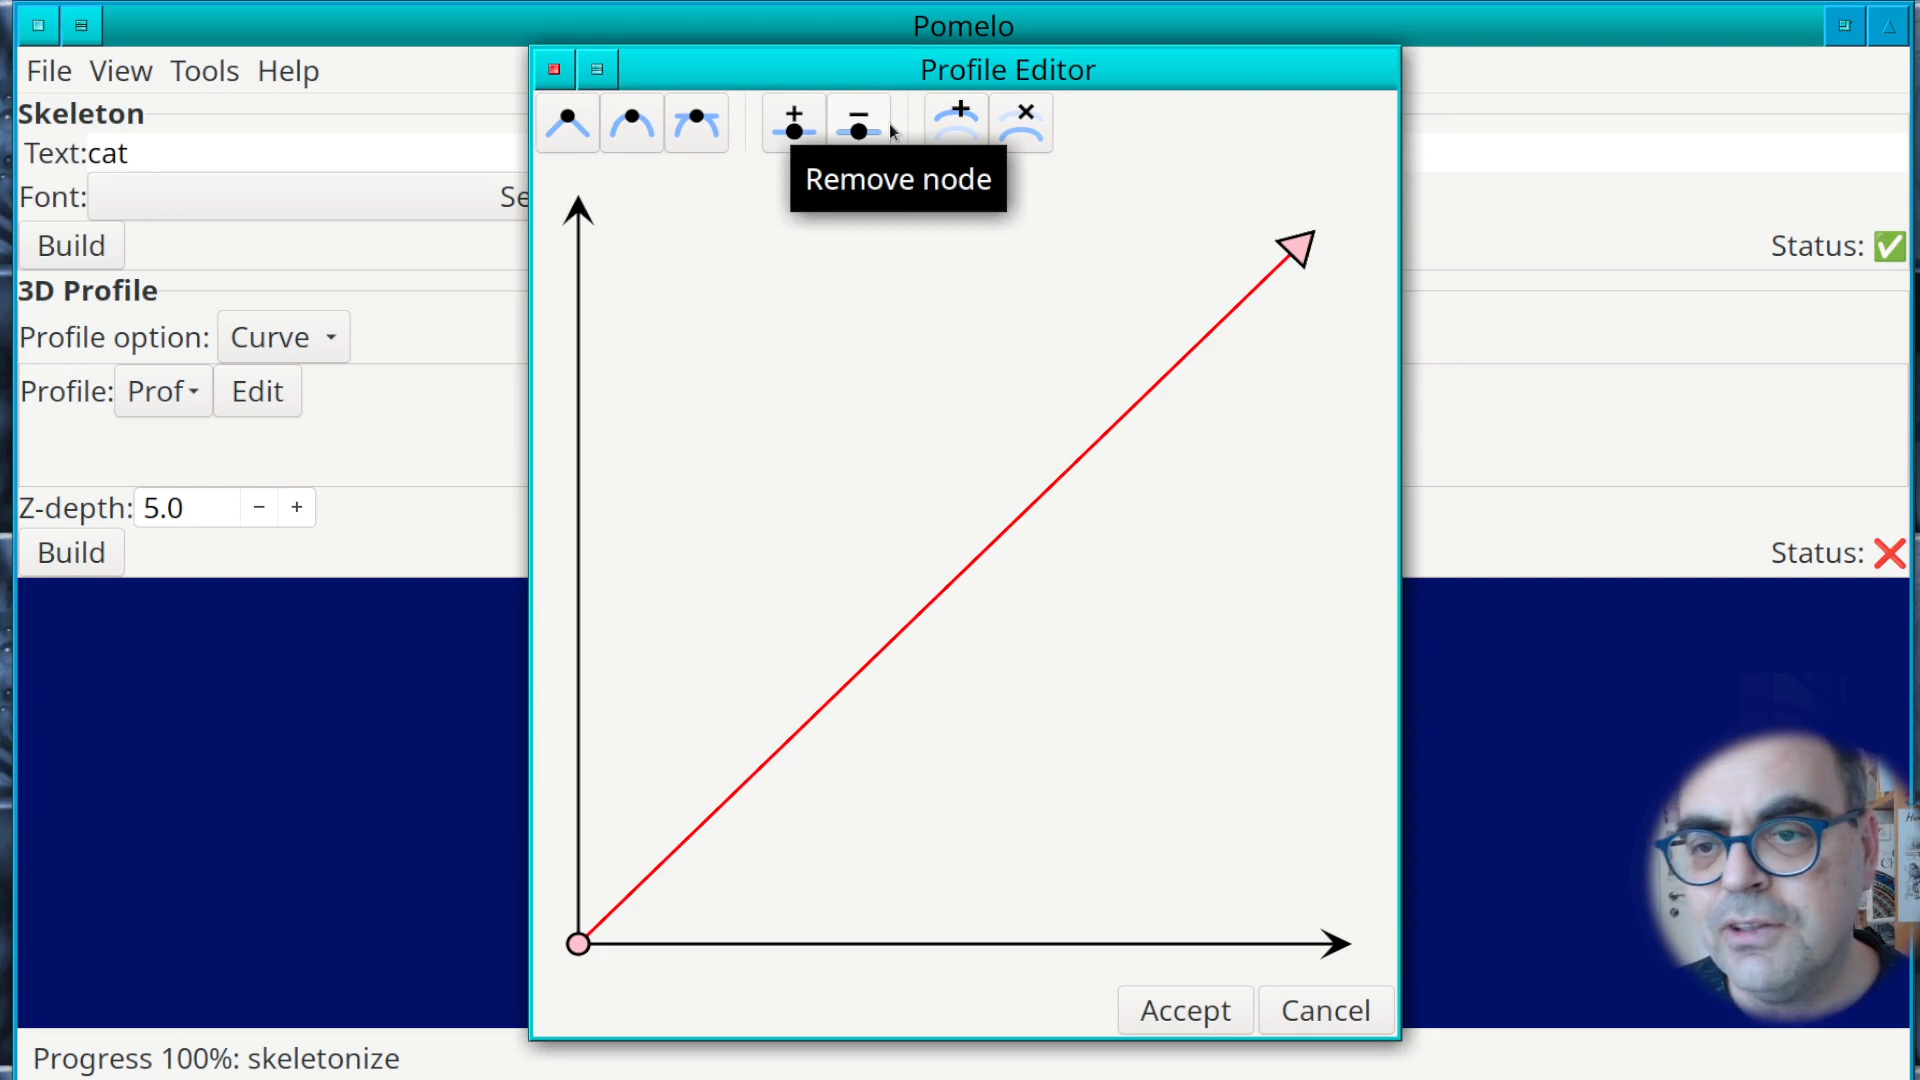 Pomelo
File View Tools Help
Profile Editor
Skeleton
Text:cat
Font:
Se
Build
Status: ✅
Remove node
3D Profile
Profile option: Curve
Profile: Prof Edit
Z-depth: 5.0 − +
Build
Status: ❌
Accept Cancel
Progress 100%: skeletonize